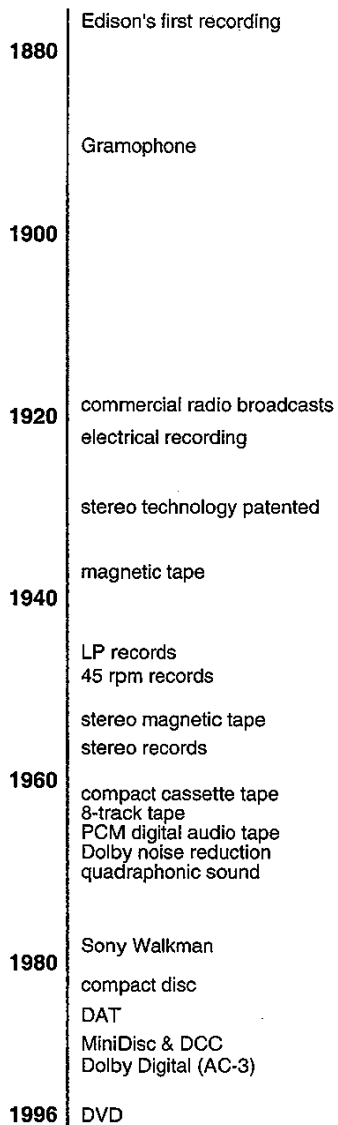 Edison's first recording
1880
Gramophone
1900
commercial radio broadcasts
1920
electrical recording
stereo technology patented
magnetic tape
1940
LP records
45 rpm records
stereo magnetic tape
stereo records
1960
compact cassette tape
8-track tape
PCM digital audio tape
Dolby noise reduction
quadraphonic sound
Sony Walkman
1980
compact disc
DAT
MiniDisc & DCC
Dolby Digital (AC-3)
1996 DVD